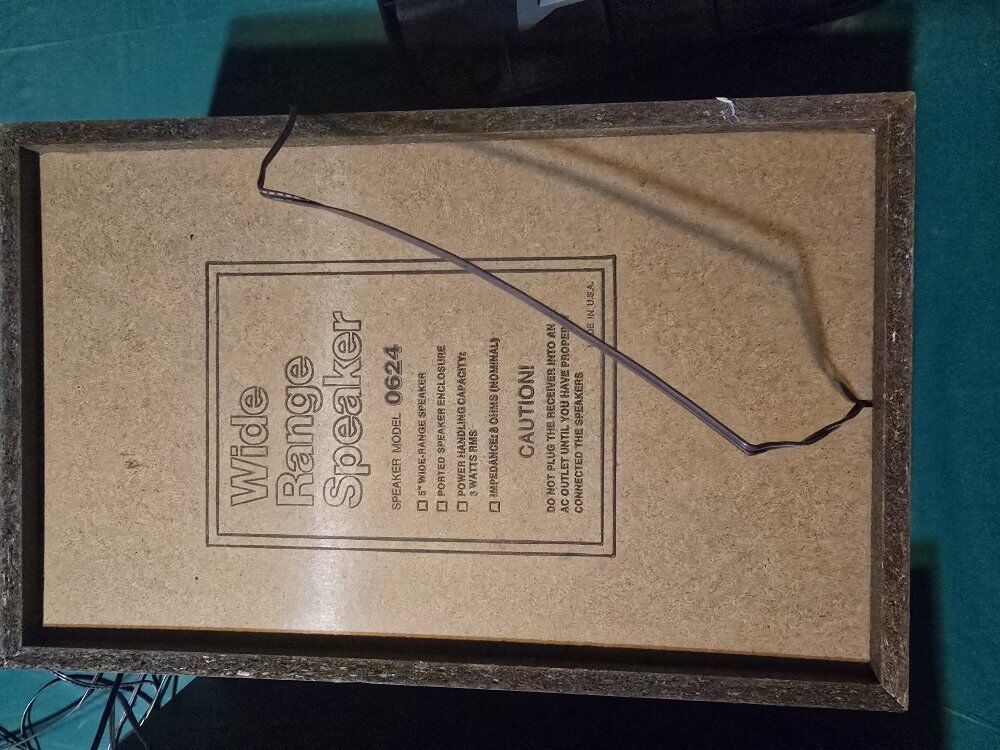 Wide
Range
Speaker
SPEAKER MODEL 0624
5" WIDE-RANGE SPEAKER
PORTED SPEAKER ENCLOSURE
POWER HANDLING CAPACITY:
3 WATTS RMS
IMPEDANCE: 8 OHMS (NOMINAL)
CAUTION!
DO NOT PLUG THE RECEIVER INTO AN
AC OUTLET UNTIL YOU HAVE PROPERLY
CONNECTED THE SPEAKERS
IN U.S.A.